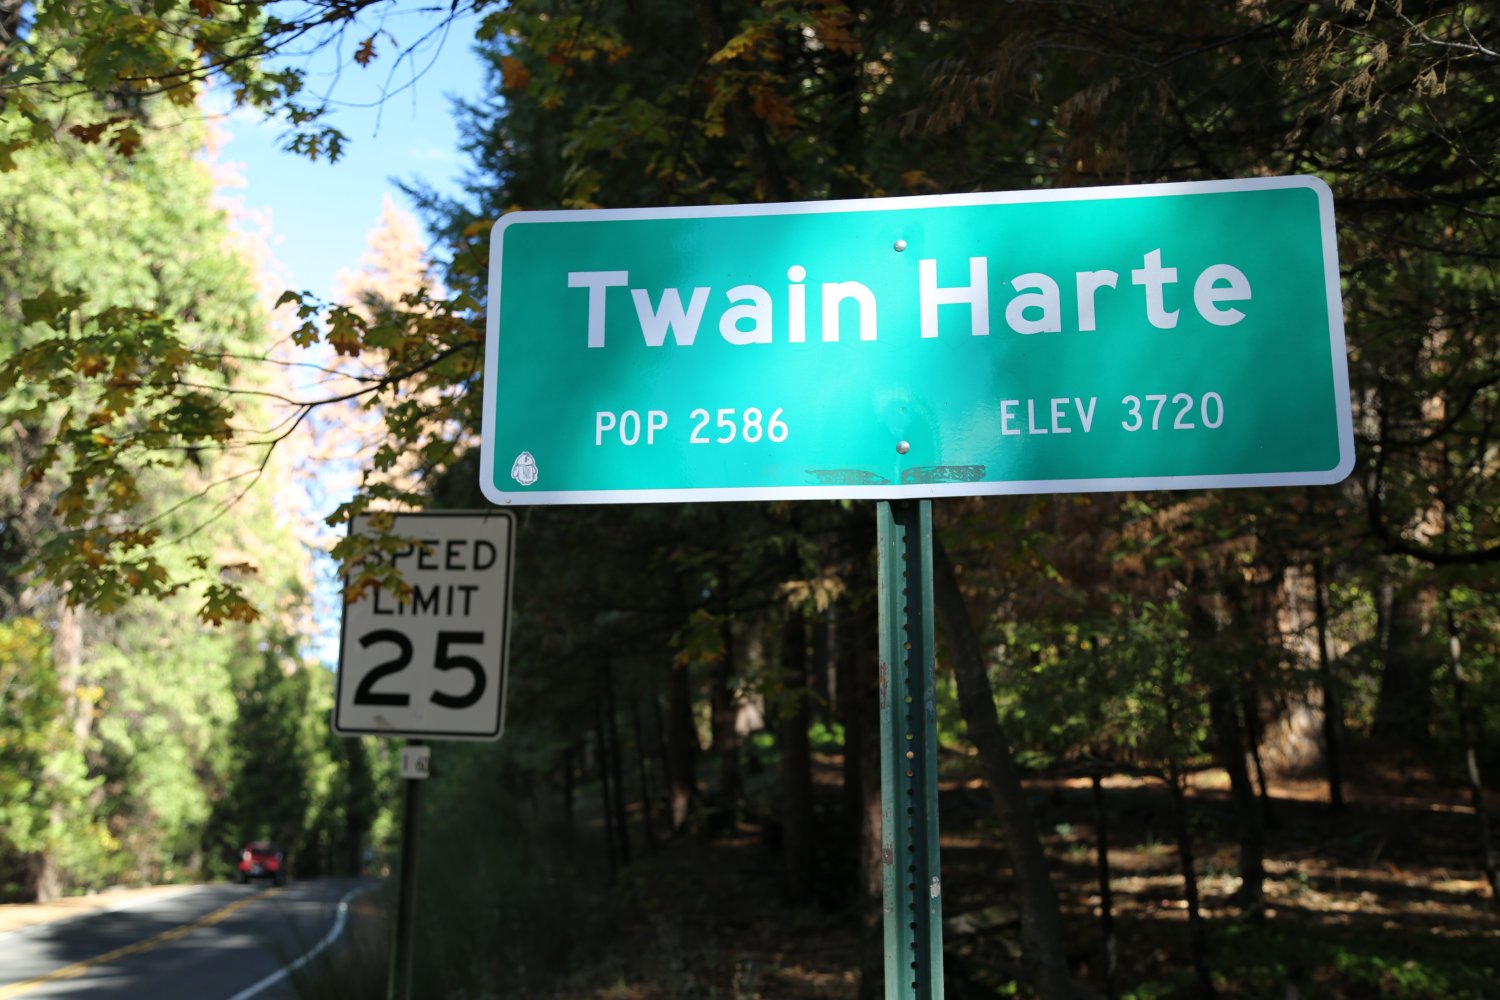 Twain Harte
POP 2586
ELEV 3720
SPEED
LIMIT
25